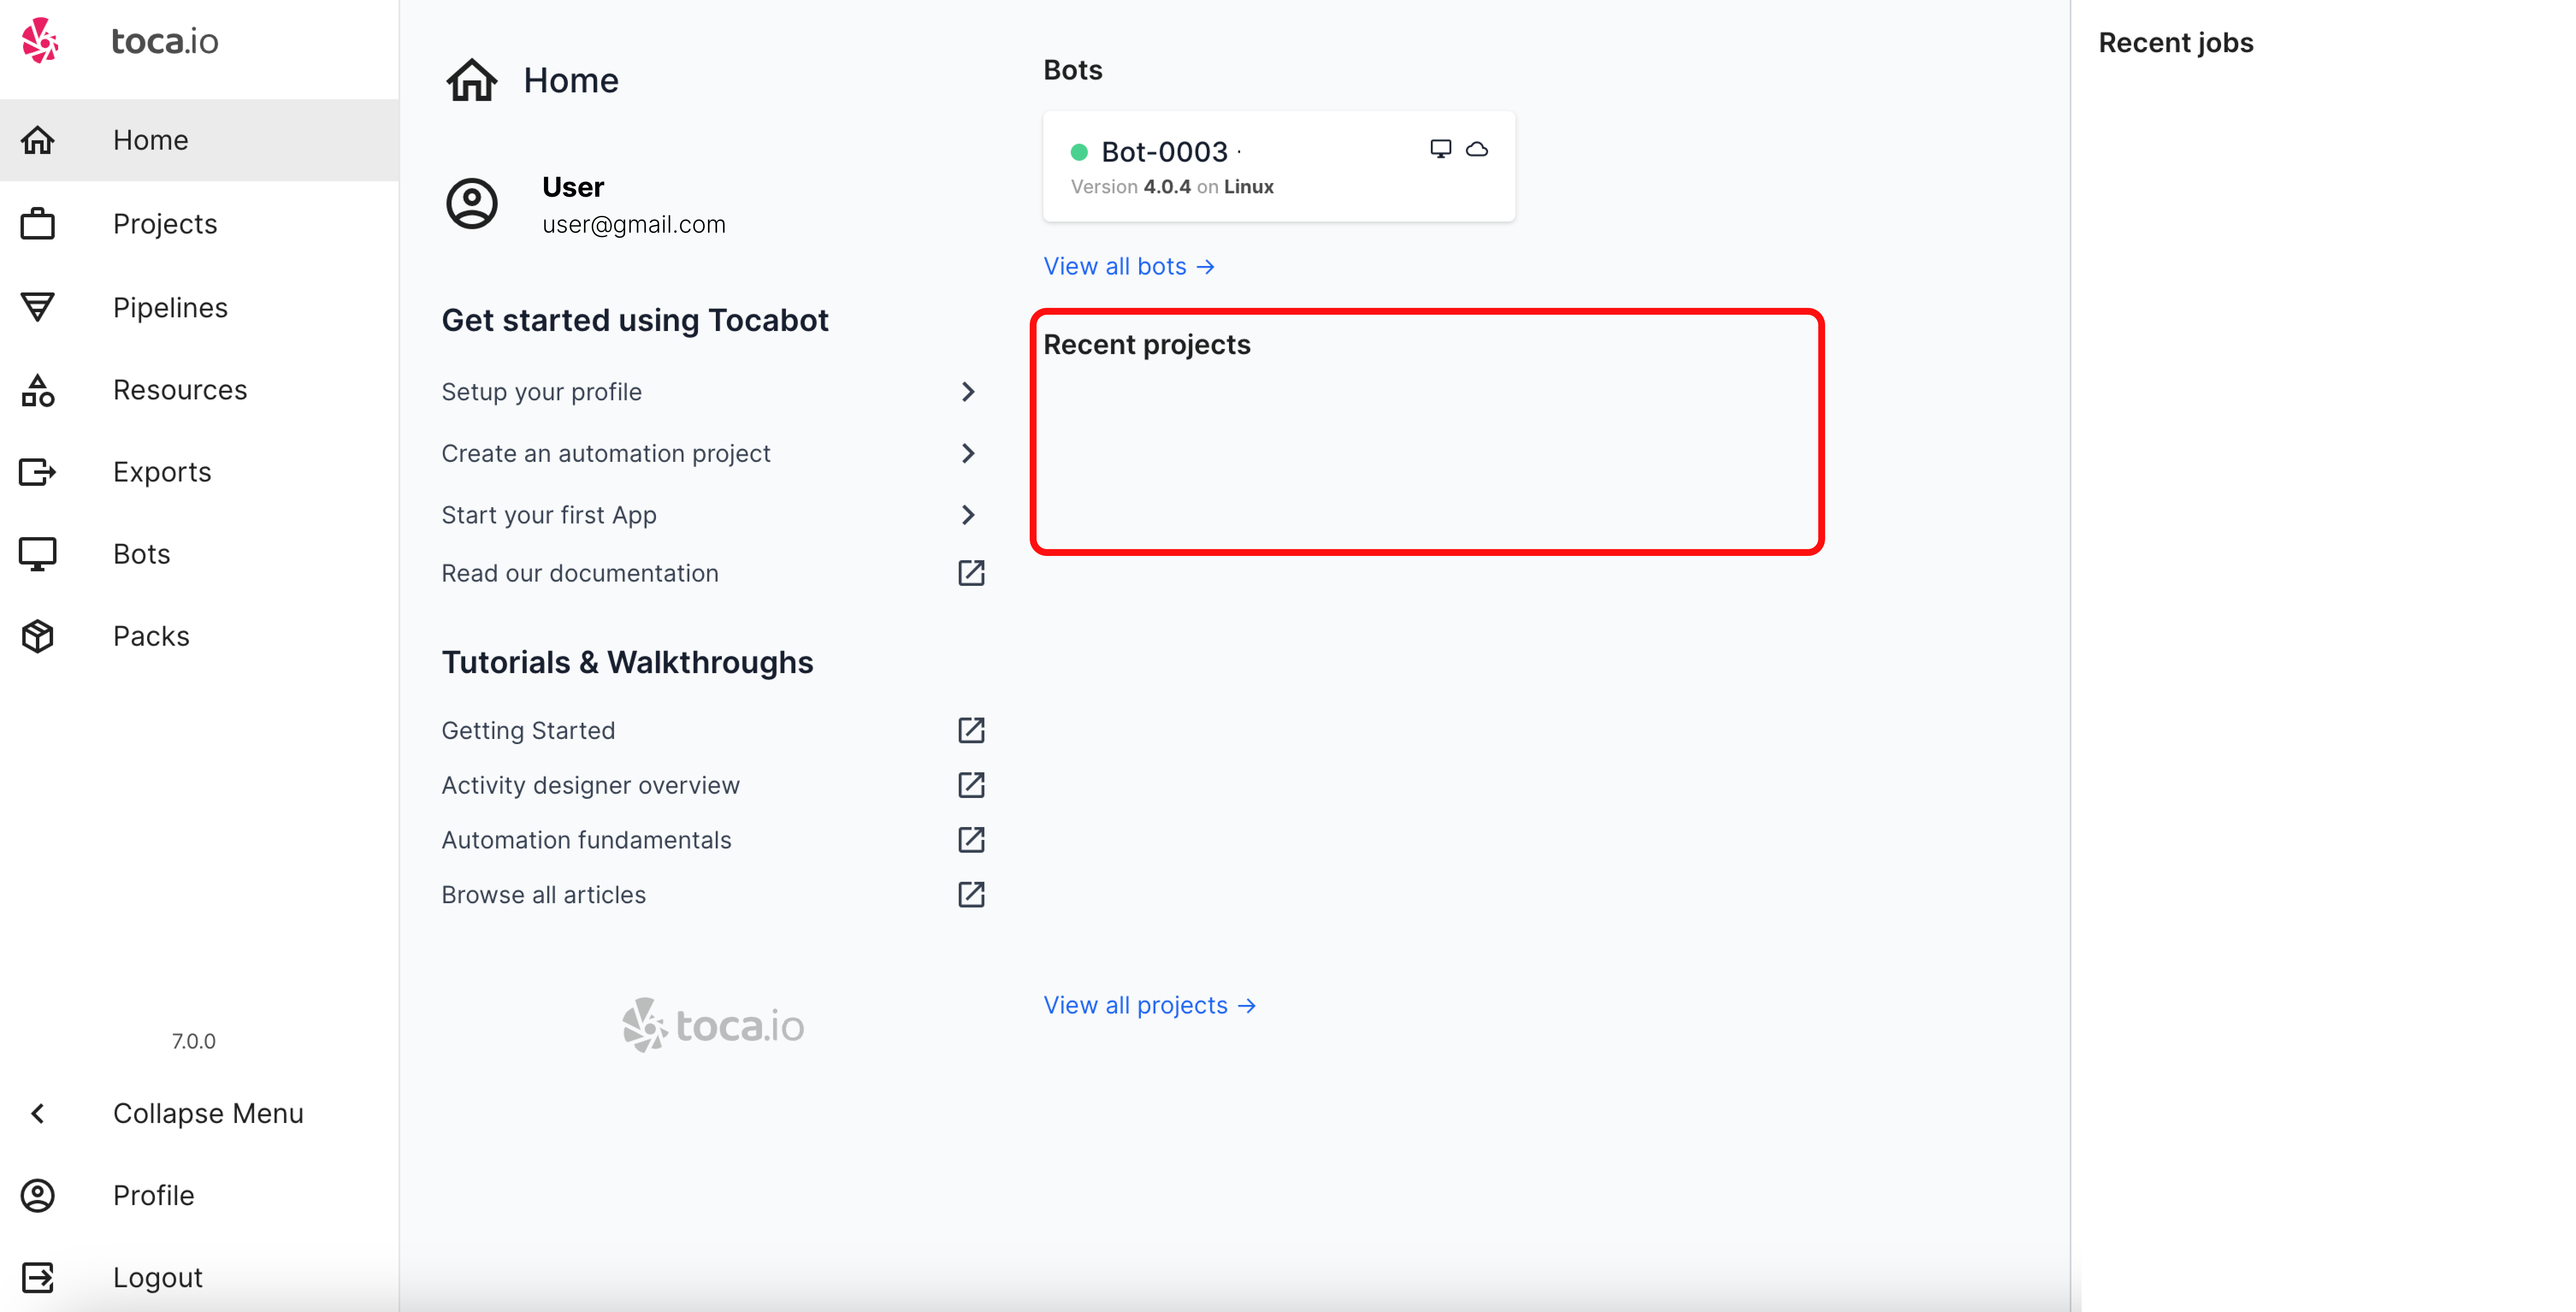 toca.io
Home
Projects
Pipelines
Resources
Exports
Bots
Packs
7.0.0
Collapse Menu
Profile
Logout
Home
User
user@gmail.com
Get started using Tocabot
Setup your profile
Create an automation project
Start your first App
Read our documentation
Tutorials & Walkthroughs
Getting Started
Activity designer overview
Automation fundamentals
Browse all articles
toca.io
Bots
Bot-0003 ·
Version 4.0.4 on Linux
View all bots →
Recent projects
View all projects →
Recent jobs